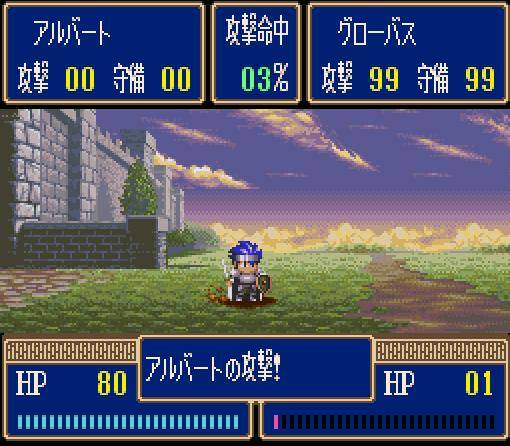 アルバート
攻撃 00 守備 00
攻撃命中
03%
グローバス
攻撃 99 守備 99
HP 80
アルバートの攻撃!
HP 01